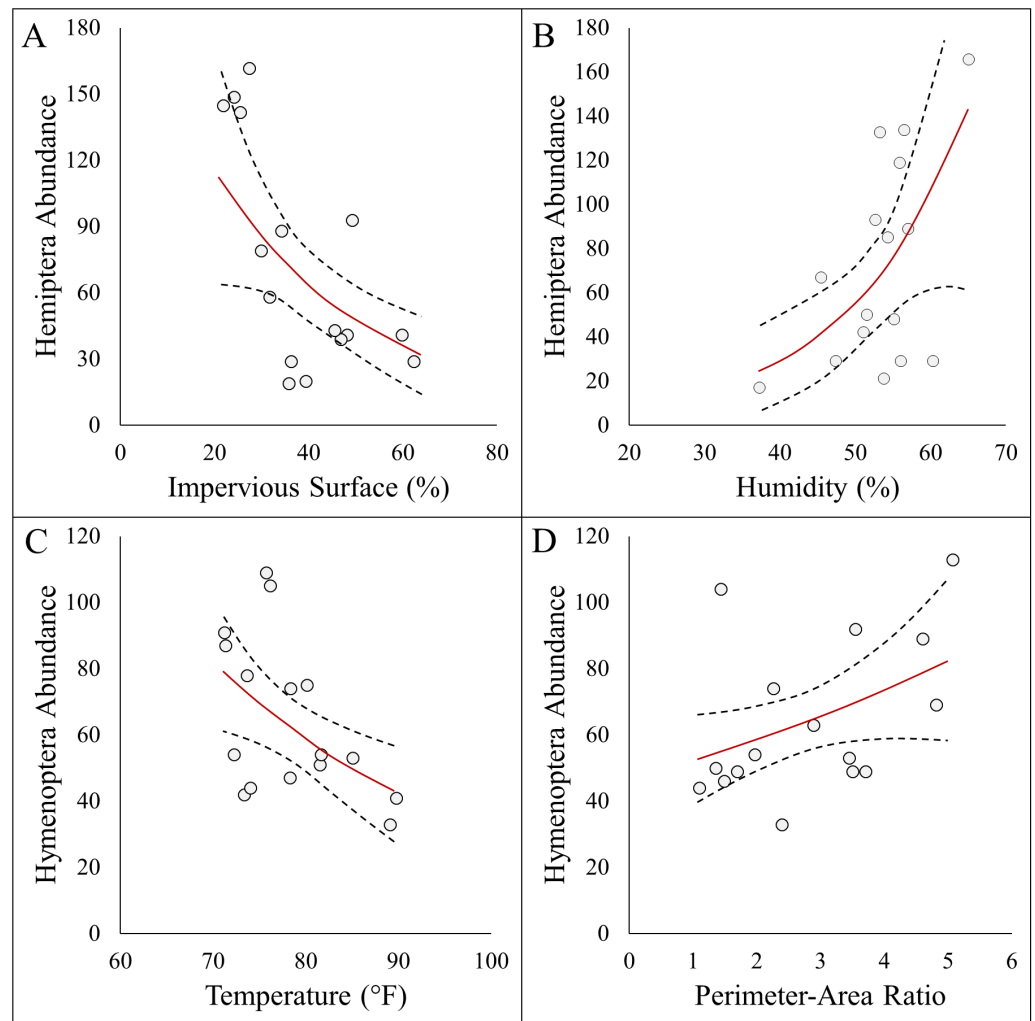 A
Hemiptera Abundance
180
150
120
90
60
30
0
0 20 40 60 80
Impervious Surface (%)
B
Hemiptera Abundance
180
160
140
120
100
80
60
40
20
0
20 30 40 50 60 70
Humidity (%)
C
Hymenoptera Abundance
120
100
80
60
40
20
0
60 70 80 90 100
Temperature (°F)
D
Hymenoptera Abundance
120
100
80
60
40
20
0
0 1 2 3 4 5 6
Perimeter-Area Ratio